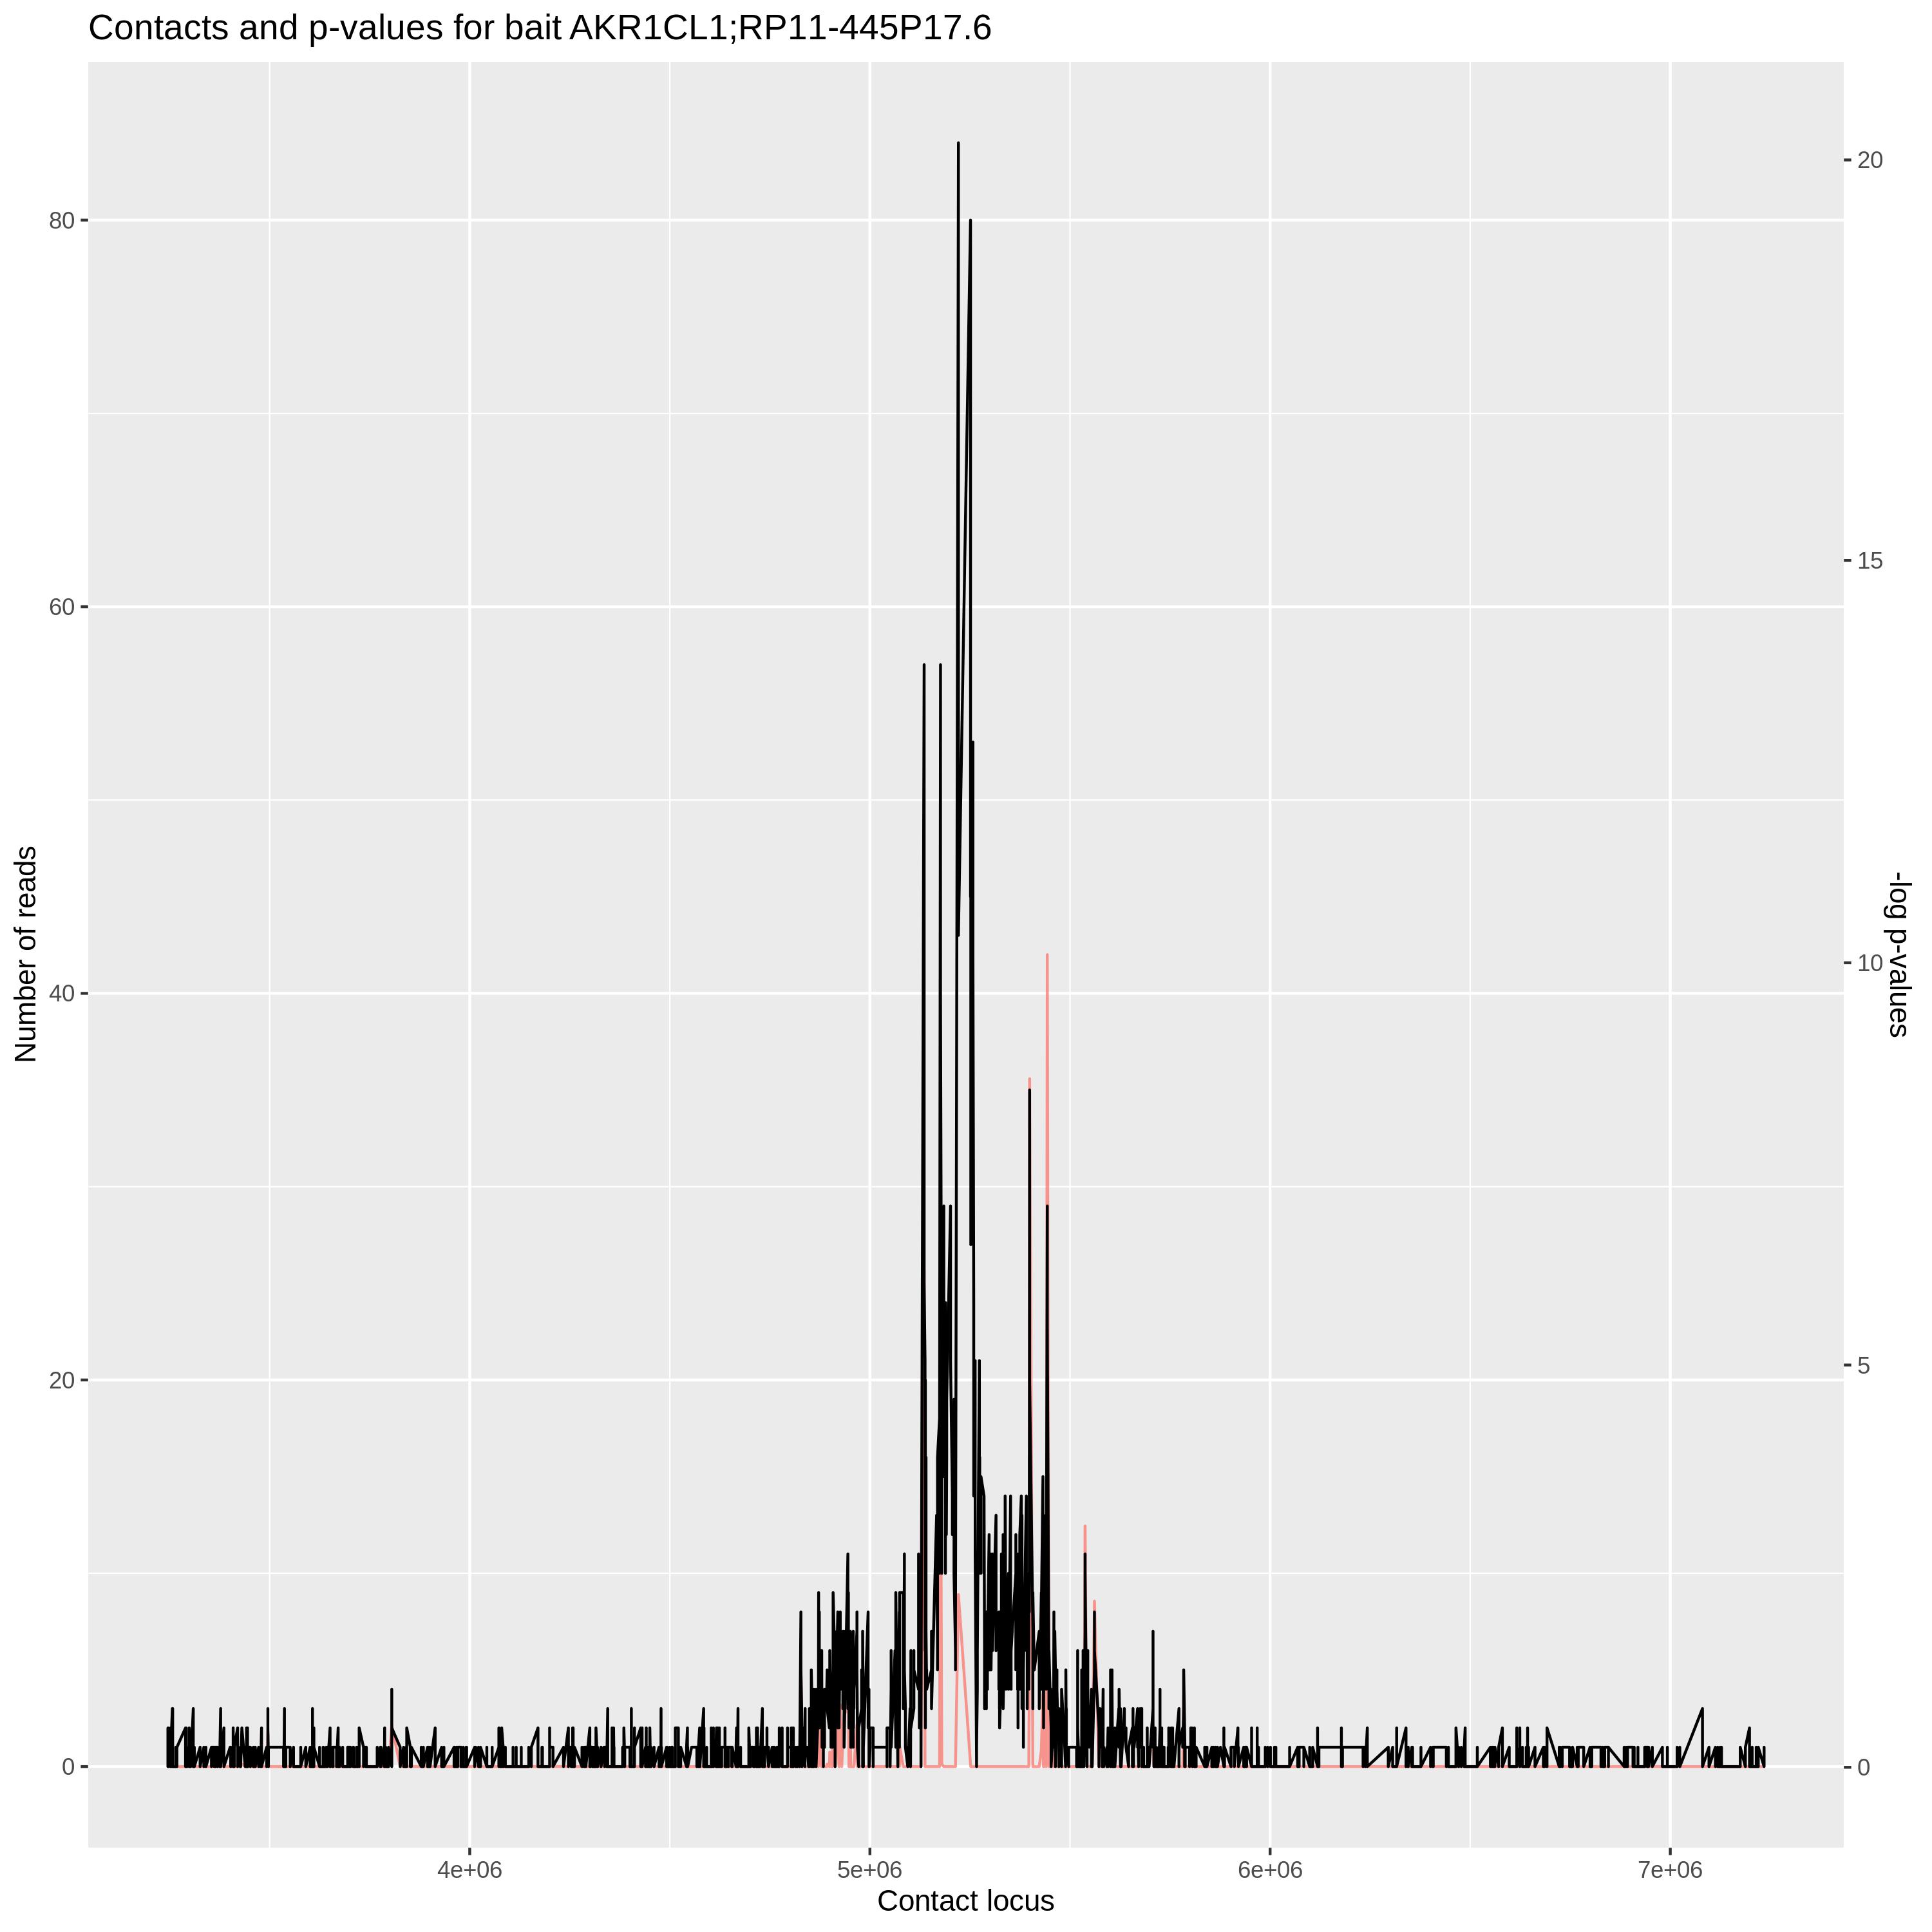 Contacts and p-values for bait AKR1CL1;RP11-445P17.6
80
60
40
20
0
Number of reads
20
15
10
5
0
-log p-values
4e+06
5e+06
6e+06
7e+06
Contact locus